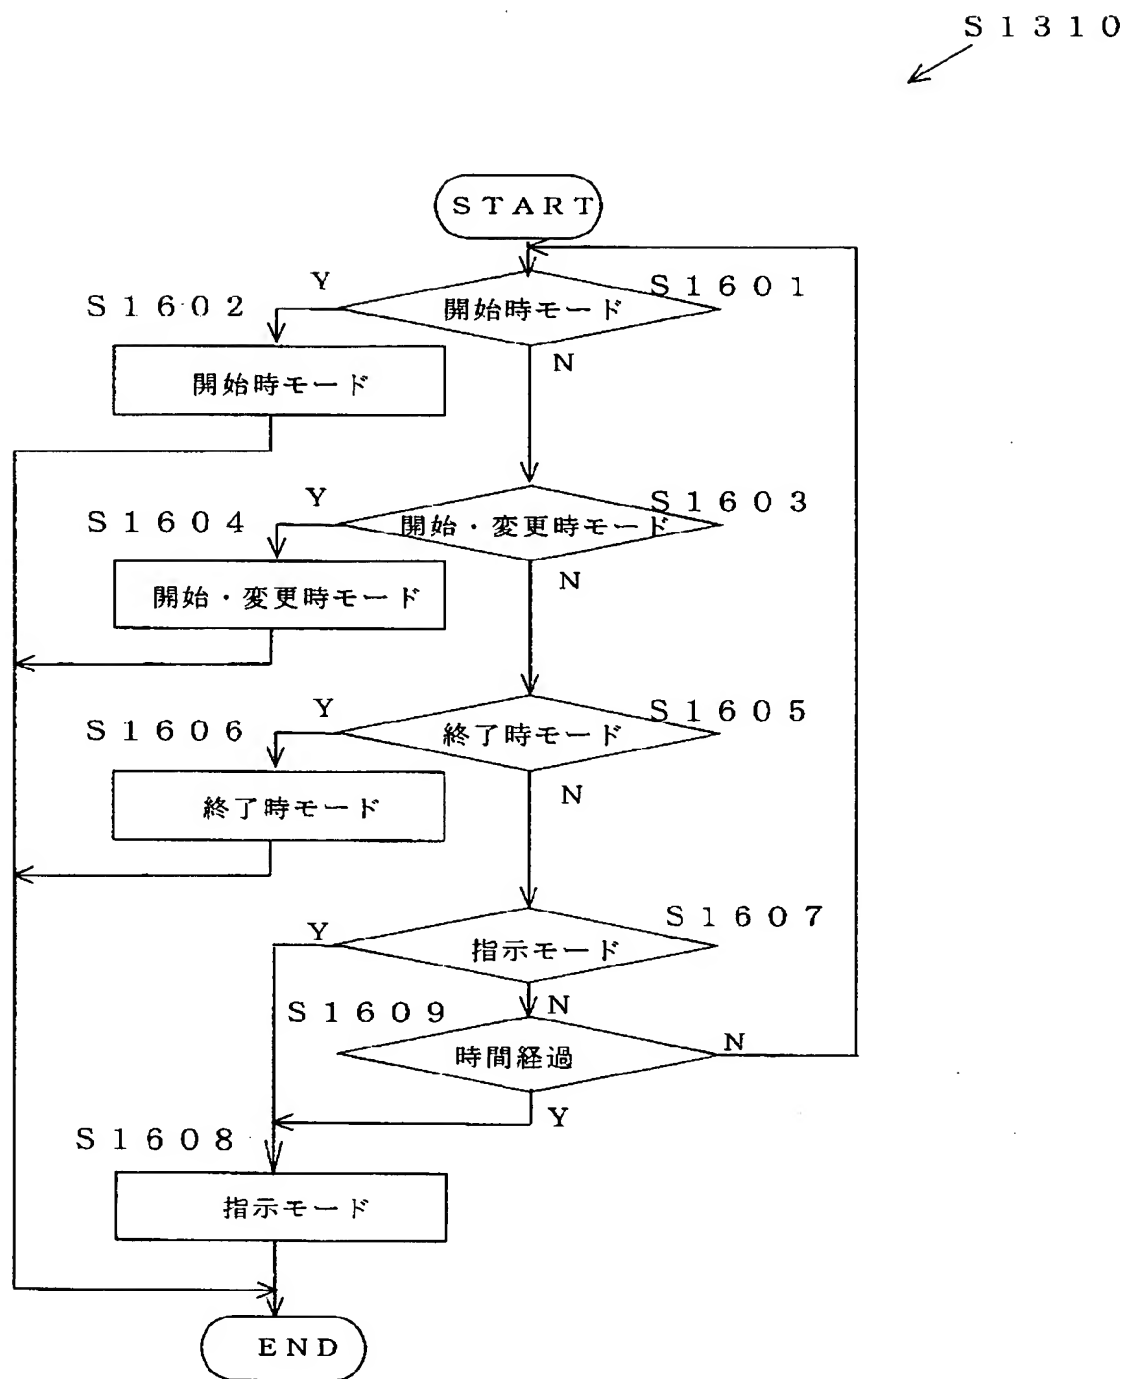 S1310
START
Y
S1601
S1602
開始時モード
N
開始時モード
Y
S1603
S1604
開始・変更時モード
N
開始・変更時モード
Y
S1605
S1606
終了時モード
N
終了時モード
S1607
Y
指示モード
S1609
N
時間経過
N
Y
S1608
指示モード
END